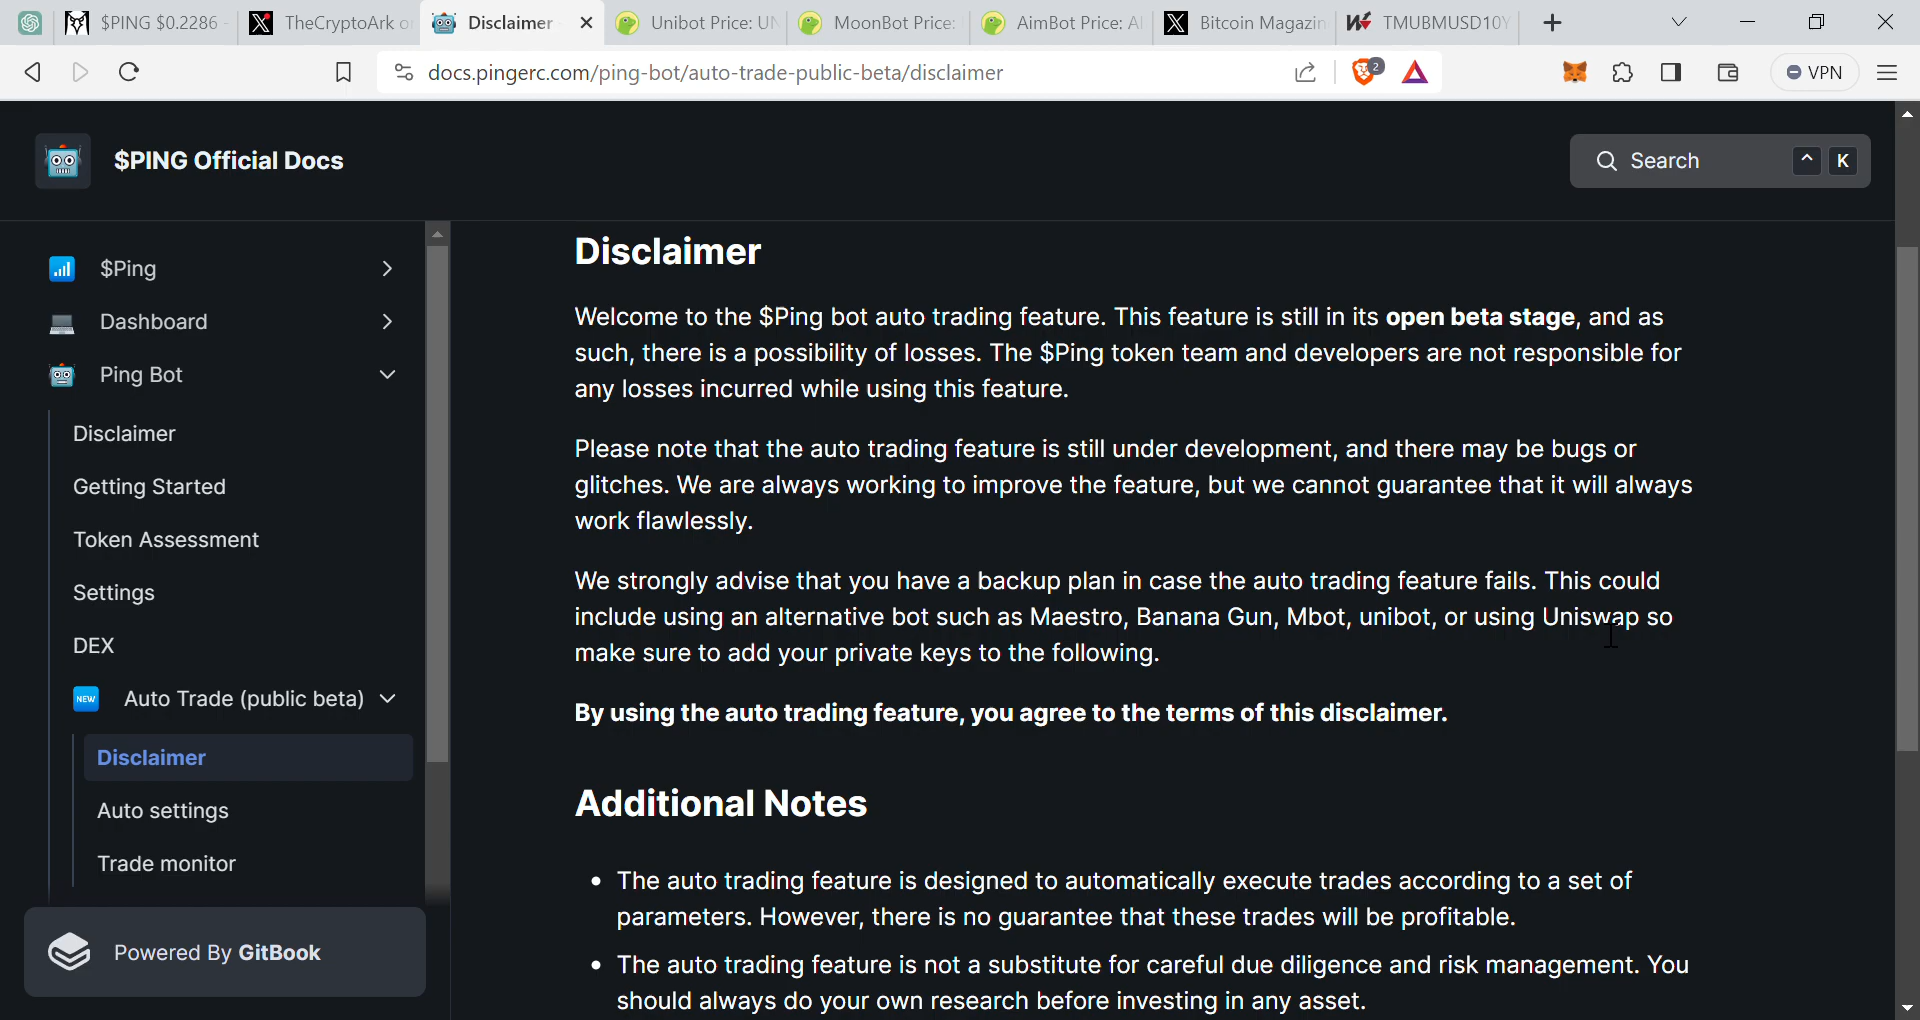 $PING $0.2286 -
TheCryptoArk o
Disclaimer
Unibot Price: UN
MoonBot Price:
AimBot Price: AI
Bitcoin Magazin
TMUBMUSD10Y
docs.pingerc.com/ping-bot/auto-trade-public-beta/disclaimer
2
VPN
$PING Official Docs
Search
^ K
$Ping
Dashboard
Ping Bot
Disclaimer
Getting Started
Token Assessment
Settings
DEX
NEW Auto Trade (public beta)
Disclaimer
Auto settings
Trade monitor
Powered By GitBook
Disclaimer
Welcome to the $Ping bot auto trading feature. This feature is still in its open beta stage, and as
such, there is a possibility of losses. The $Ping token team and developers are not responsible for
any losses incurred while using this feature.
Please note that the auto trading feature is still under development, and there may be bugs or
glitches. We are always working to improve the feature, but we cannot guarantee that it will always
work flawlessly.
We strongly advise that you have a backup plan in case the auto trading feature fails. This could
include using an alternative bot such as Maestro, Banana Gun, Mbot, unibot, or using Uniswap so
make sure to add your private keys to the following.
By using the auto trading feature, you agree to the terms of this disclaimer.
Additional Notes
• The auto trading feature is designed to automatically execute trades according to a set of
parameters. However, there is no guarantee that these trades will be profitable.
• The auto trading feature is not a substitute for careful due diligence and risk management. You
should always do your own research before investing in any asset.